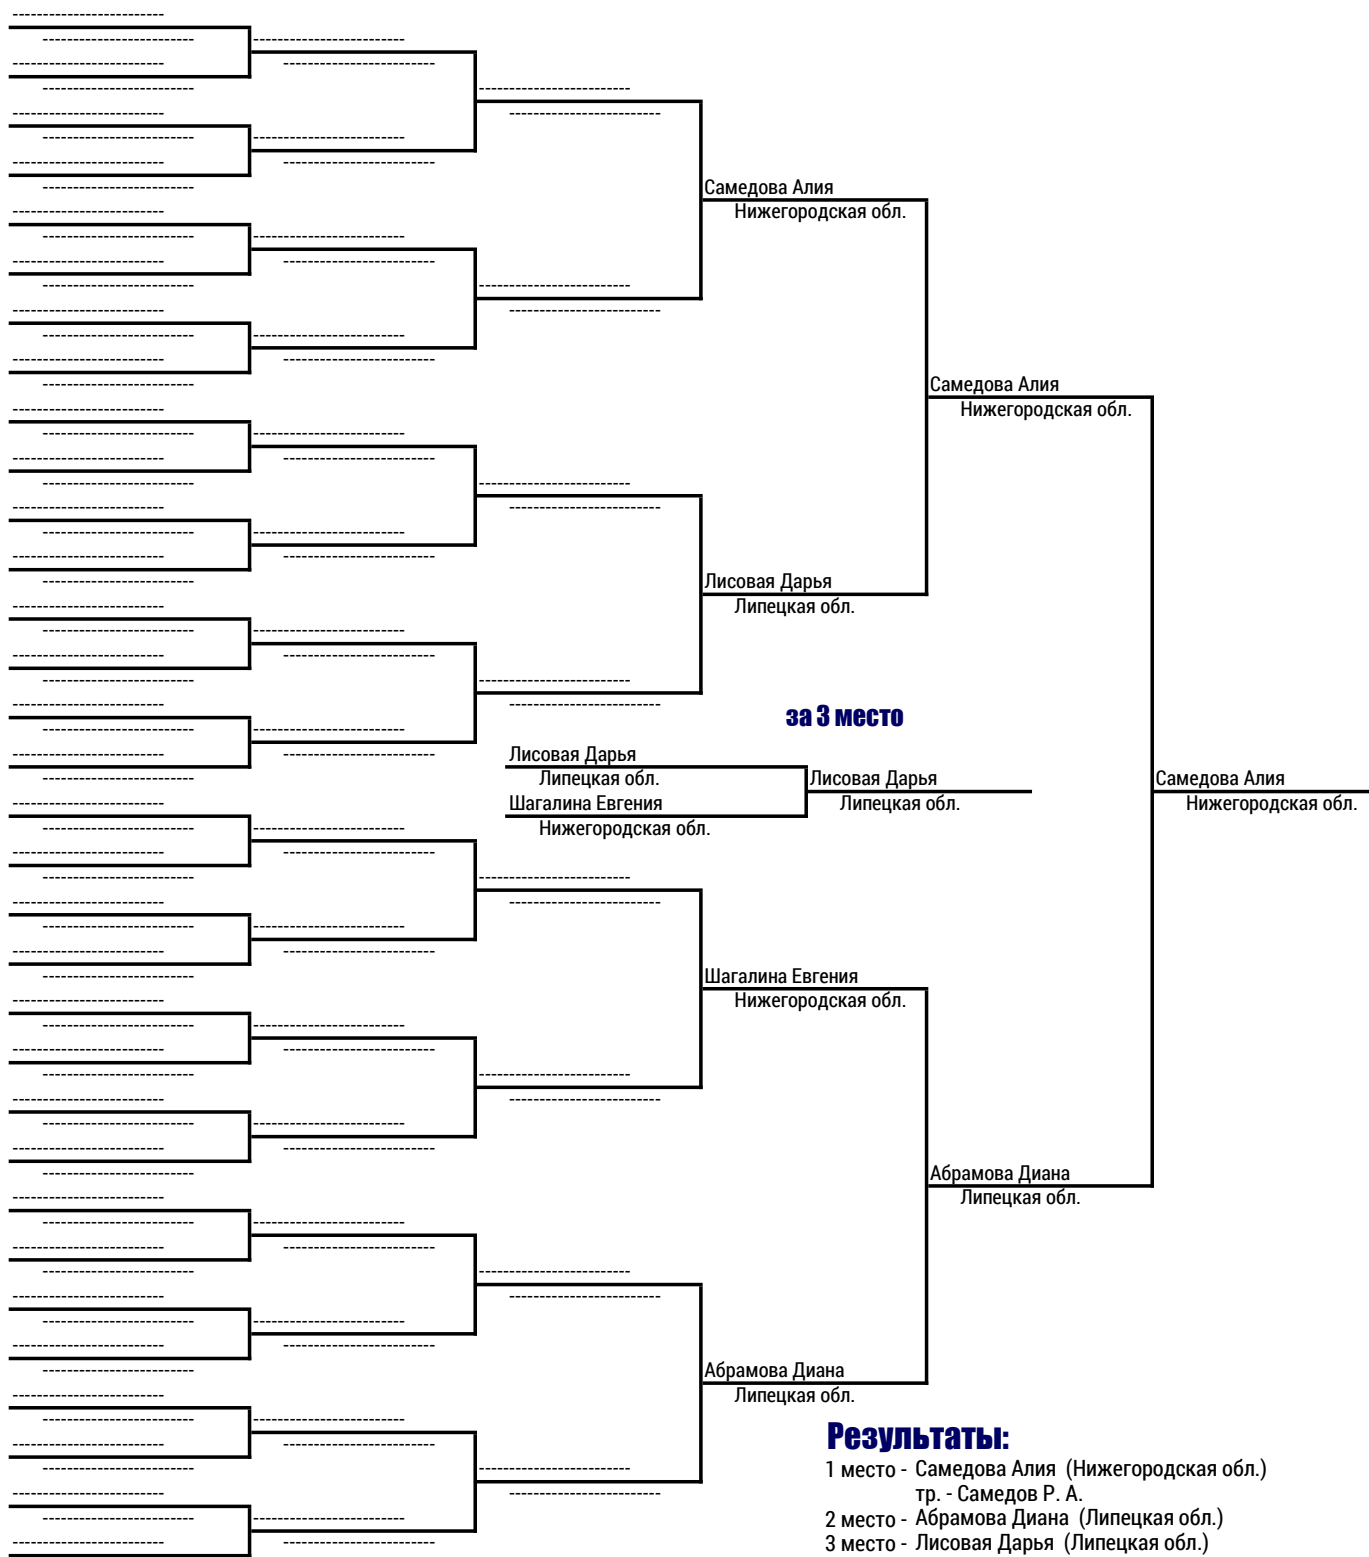 Самедова Алия
Нижегородская обл.
Самедова Алия
Нижегородская обл.
Лисовая Дарья
Липецкая обл.
за 3 место
Лисовая Дарья
Липецкая обл.
Шагалина Евгения
Нижегородская обл.
Лисовая Дарья
Липецкая обл.
Самедова Алия
Нижегородская обл.
Шагалина Евгения
Нижегородская обл.
Абрамова Диана
Липецкая обл.
Абрамова Диана
Липецкая обл.
Результаты:
1 место - Самедова Алия (Нижегородская обл.)
тр. - Самедов Р. А.
2 место - Абрамова Диана (Липецкая обл.)
3 место - Лисовая Дарья (Липецкая обл.)